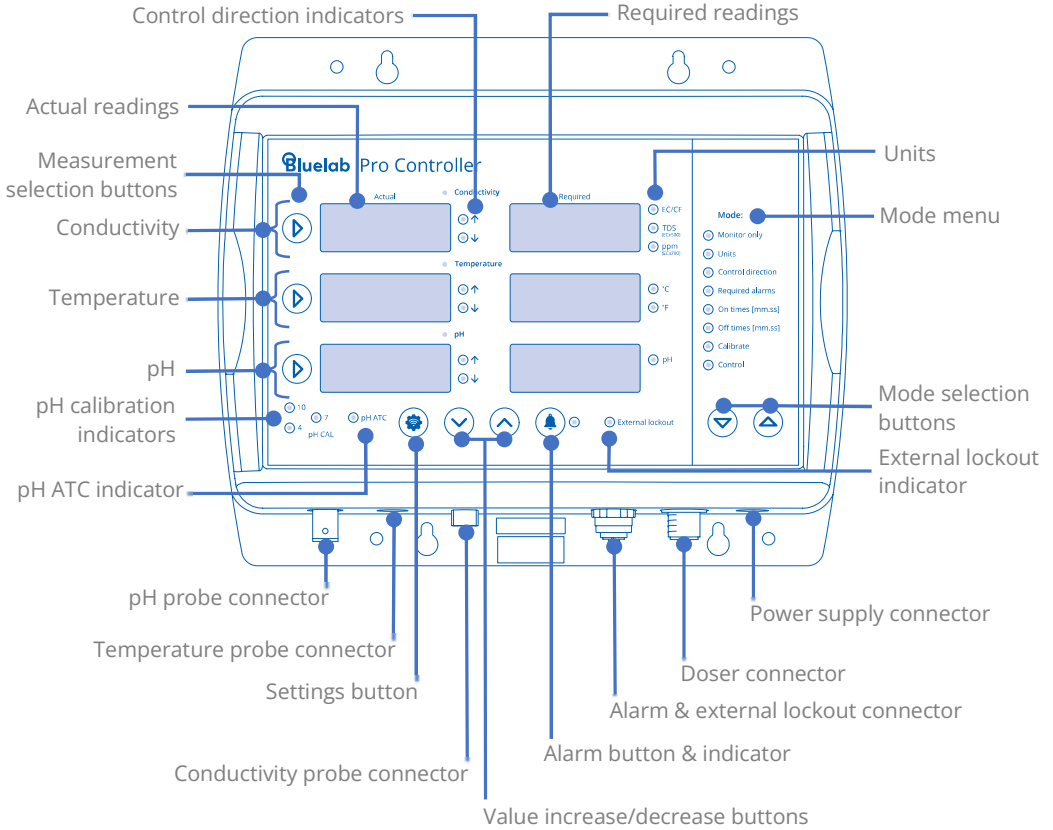 Control direction indicators
Required readings
Actual readings
Measurement
selection buttons
Conductivity
Temperature
pH
pH calibration
indicators
pH ATC indicator
Bluelab Pro Controller
Actual
Conductivity
Required
↑
↓
EC/CF
TDS
(ECx500)
ppm
(ECx700)
Temperature
↑
↓
°C
°F
pH
↑
↓
pH
10
7
4
pH CAL
pH ATC
External lockout
Mode:
Monitor only
Units
Control direction
Required alarms
On times [mm.ss]
Off times [mm.ss]
Calibrate
Control
Units
Mode menu
Mode selection
buttons
External lockout
indicator
pH probe connector
Temperature probe connector
Settings button
Conductivity probe connector
Value increase/decrease buttons
Alarm button & indicator
Alarm & external lockout connector
Doser connector
Power supply connector